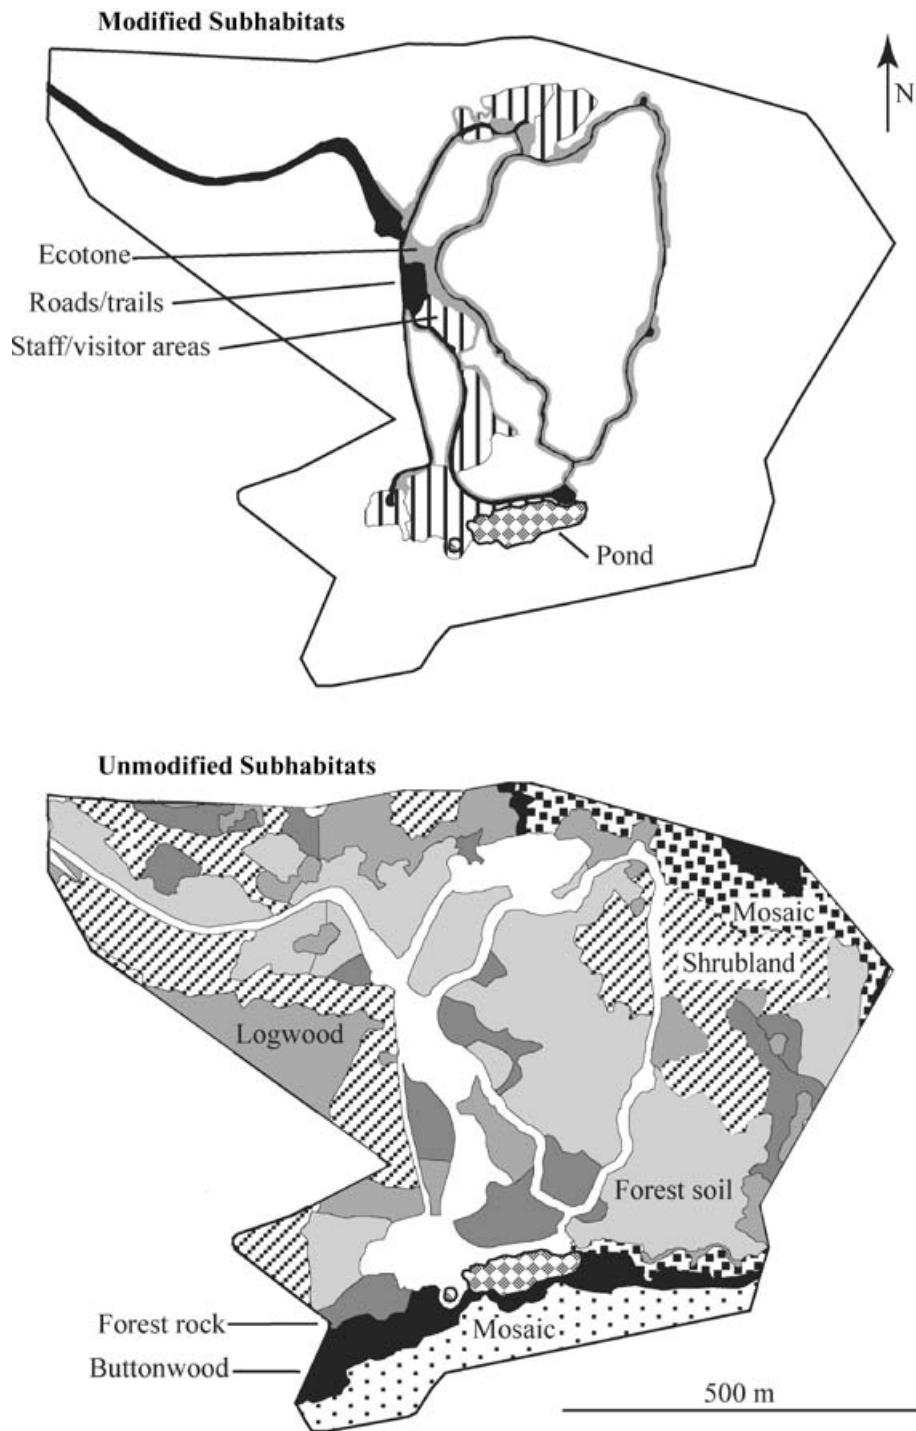 Modified Subhabitats
N
Ecotone
Roads/trails
Staff/visitor areas
Pond
Unmodified Subhabitats
Mosaic
Shrubland
Logwood
Forest soil
Forest rock
Mosaic
Buttonwood
500 m